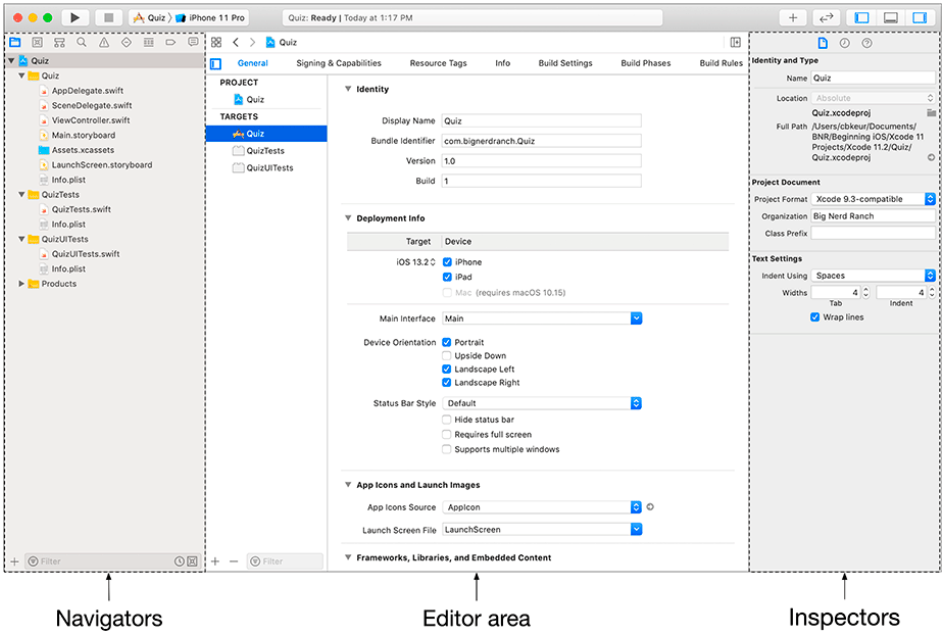 Quiz iPhone 11 Pro
Quiz: Ready | Today at 1:17 PM
Quiz
Quiz
AppDelegate.swift
SceneDelegate.swift
ViewController.swift
Main.storyboard
Assets.xcassets
LaunchScreen.storyboard
Info.plist
QuizTests
QuizTests.swift
Info.plist
QuizUITests
QuizUITests.swift
Info.plist
Products
Filter
Quiz
General Signing & Capabilities Resource Tags Info Build Settings Build Phases Build Rules
PROJECT
Quiz
TARGETS
Quiz
QuizTests
QuizUITests
Filter
Identity
Display Name Quiz
Bundle Identifier com.bignerdranch.Quiz
Version 1.0
Build 1
Deployment Info
Target Device
iOS 13.2 iPhone
iPad
Mac (requires macOS 10.15)
Main Interface Main
Device Orientation Portrait
Upside Down
Landscape Left
Landscape Right
Status Bar Style Default
Hide status bar
Requires full screen
Supports multiple windows
App Icons and Launch Images
App Icons Source AppIcon
Launch Screen File LaunchScreen
Frameworks, Libraries, and Embedded Content
Identity and Type
Name Quiz
Location Absolute
Quiz.xcodeproj
Full Path /Users/cbkeur/Documents/
BNR/Beginning iOS/Xcode 11
Projects/Xcode 11.2/Quiz/
Quiz.xcodeproj
Project Document
Project Format Xcode 9.3-compatible
Organization Big Nerd Ranch
Class Prefix
Text Settings
Indent Using Spaces
Widths 4 4
Tab Indent
Wrap lines
Navigators
Editor area
Inspectors